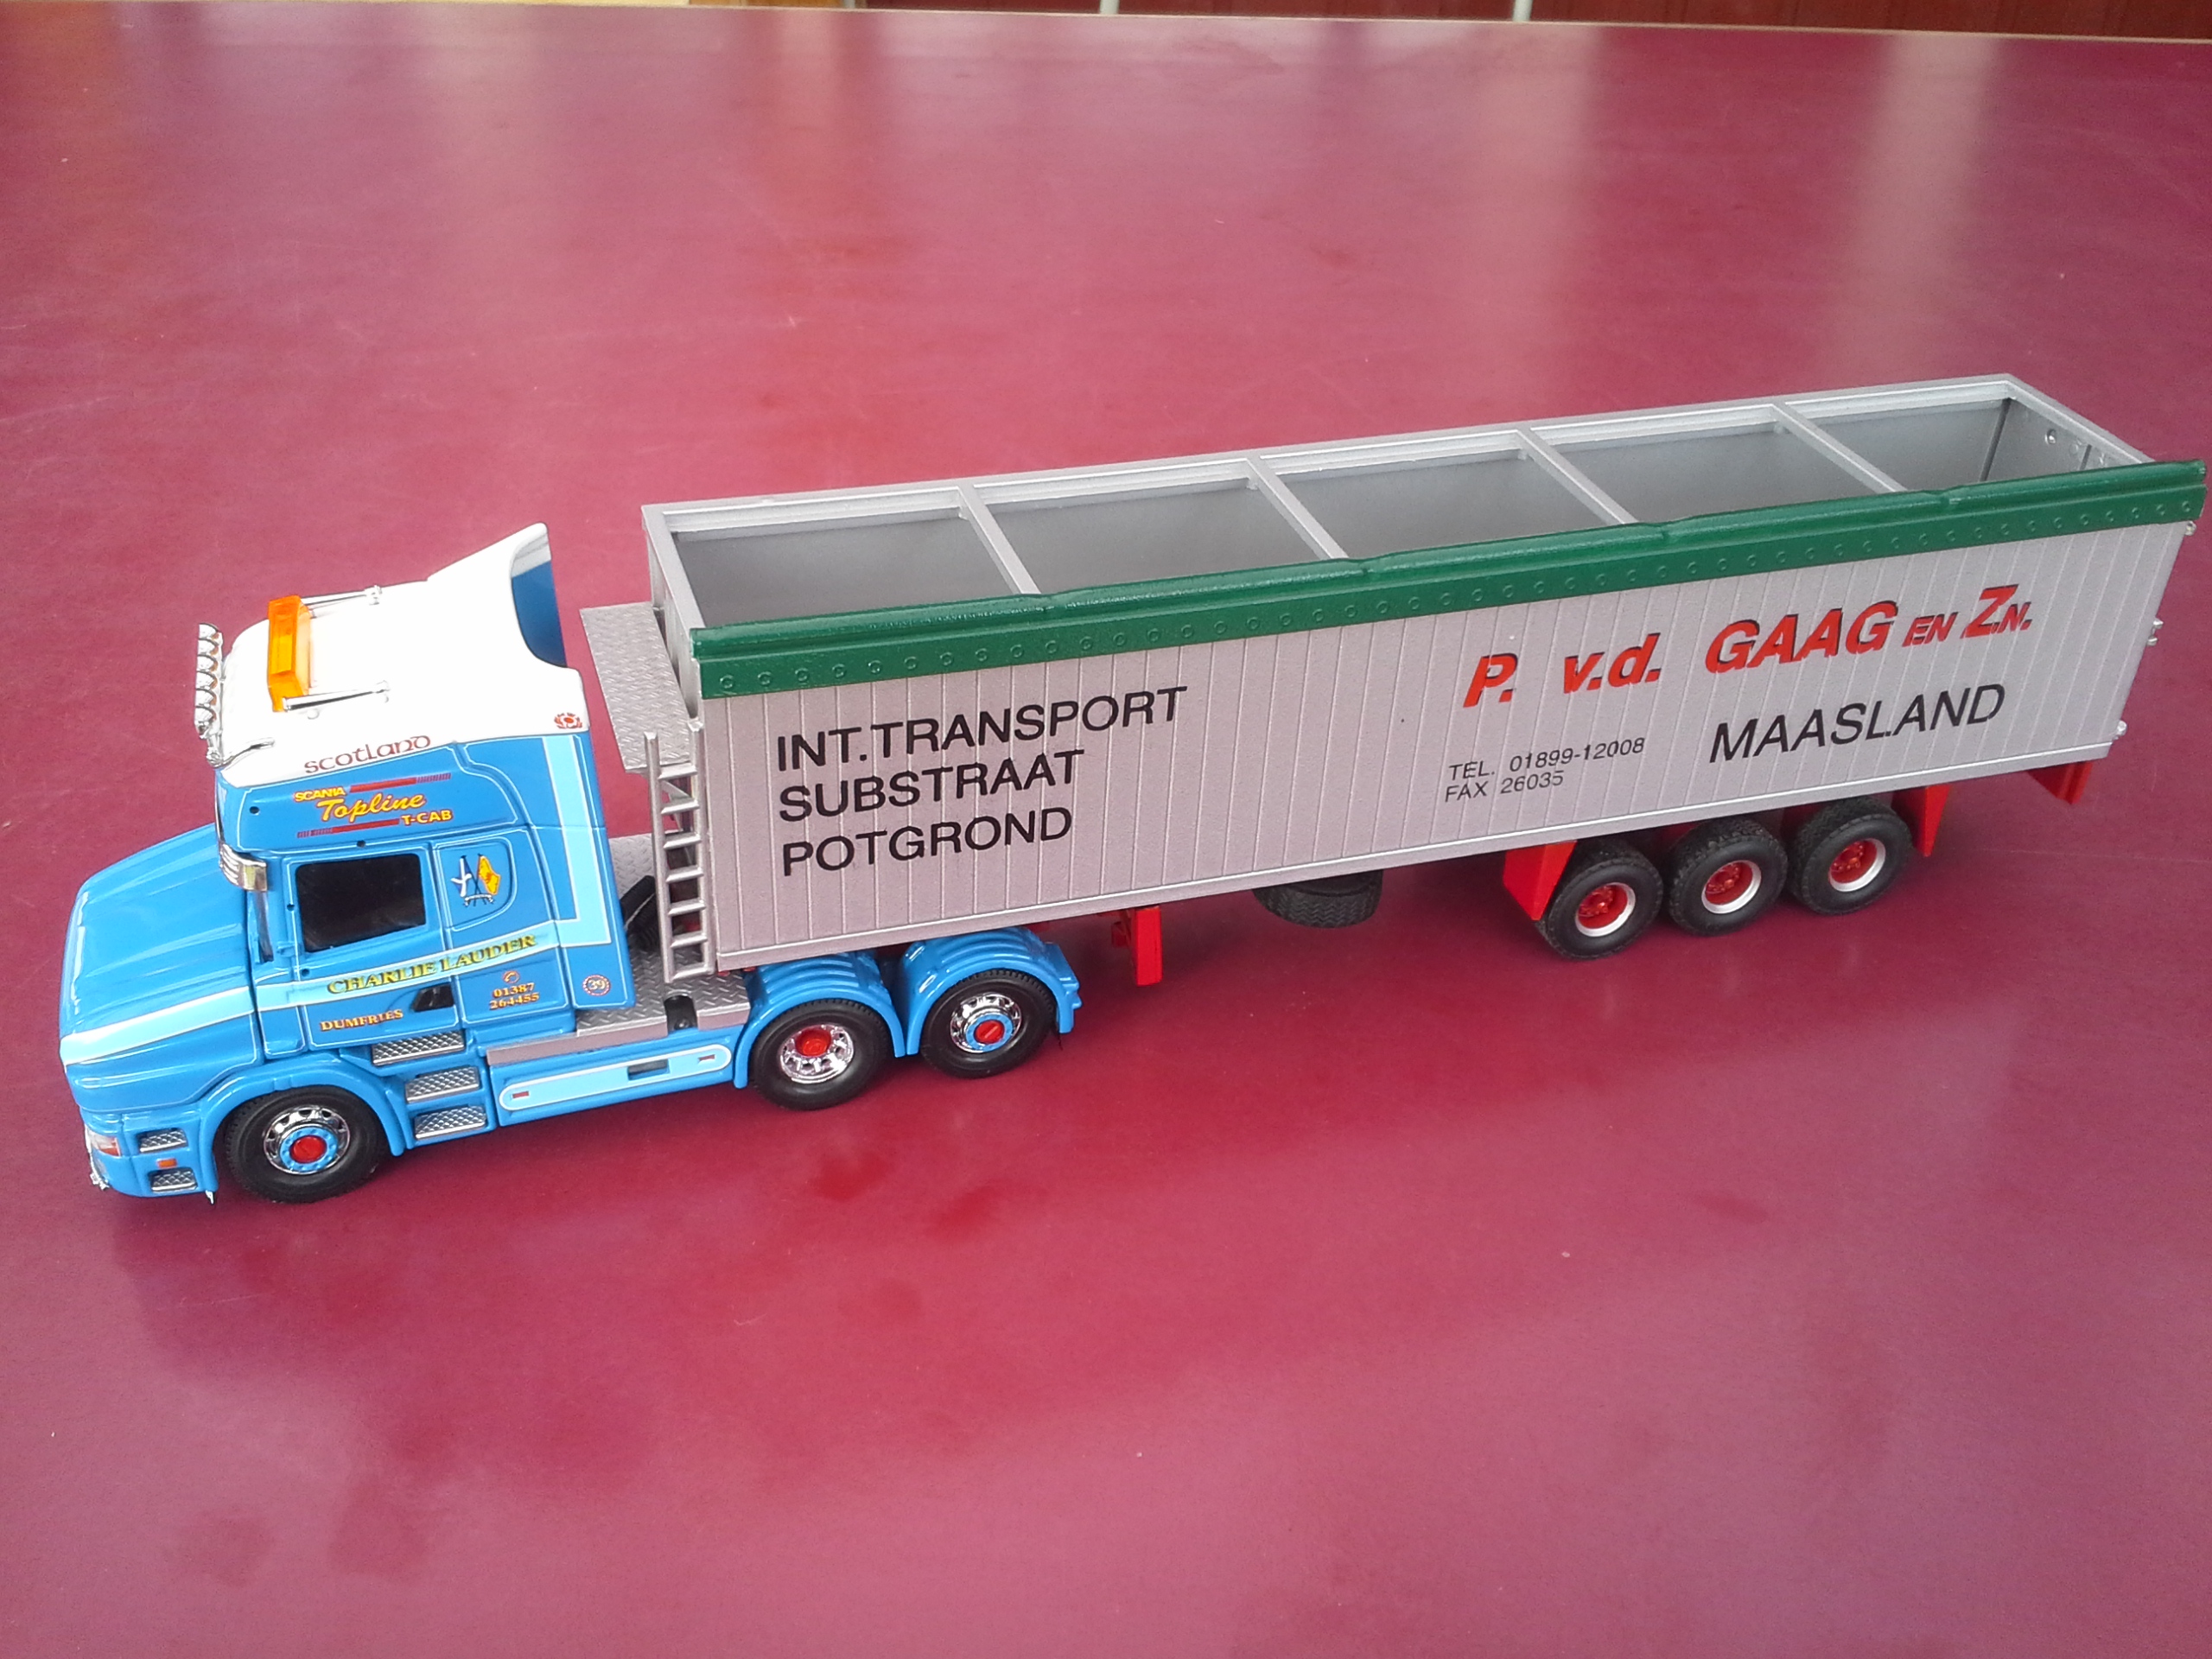 scotland
SCANIA
Topline
T-CAB
CHARLIE LAUDER
DUMFRIES
01387
264455
39
INT. TRANSPORT
SUBSTRAAT
POTGROND
P. v.d. GAAG EN Z.N.
TEL. 01899-12008
FAX 26035
MAASLAND